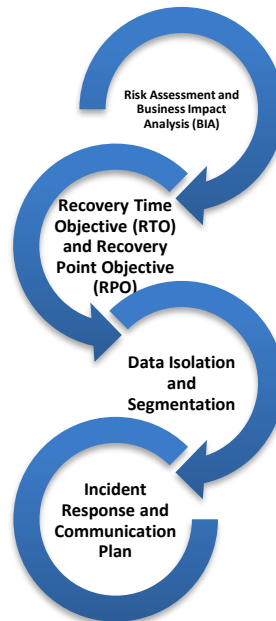 Risk Assessment and
Business Impact
Analysis (BIA)
Recovery Time
Objective (RTO)
and Recovery
Point Objective
(RPO)
Data Isolation
and
Segmentation
Incident
Response and
Communication
Plan